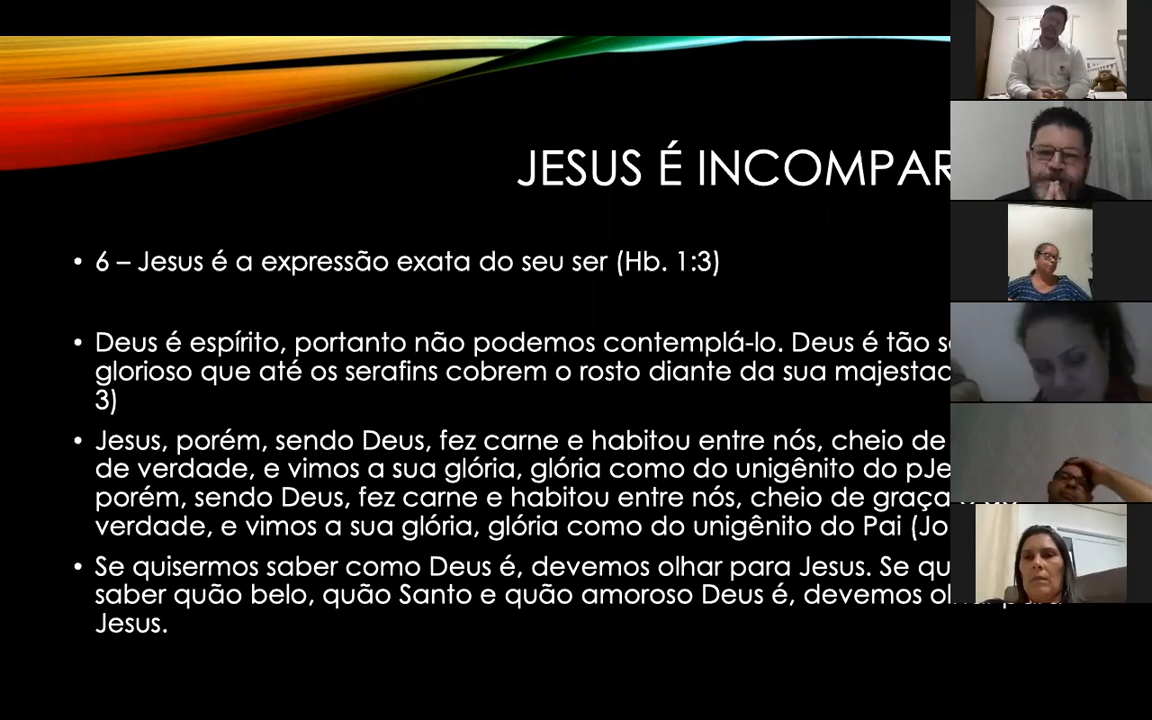 JESUS É INCOMPAR
• 6 – Jesus é a expressão exata do seu ser (Hb. 1:3)
• Deus é espírito, portanto não podemos contemplá-lo. Deus é tão
glorioso que até os serafins cobrem o rosto diante da sua majestad
3)
• Jesus, porém, sendo Deus, fez carne e habitou entre nós, cheio de
de verdade, e vimos a sua glória, glória como do unigênito do pJe
porém, sendo Deus, fez carne e habitou entre nós, cheio de graça
verdade, e vimos a sua glória, glória como do unigênito do Pai (Jo
• Se quisermos saber como Deus é, devemos olhar para Jesus. Se qu
saber quão belo, quão Santo e quão amoroso Deus é, devemos
Jesus.